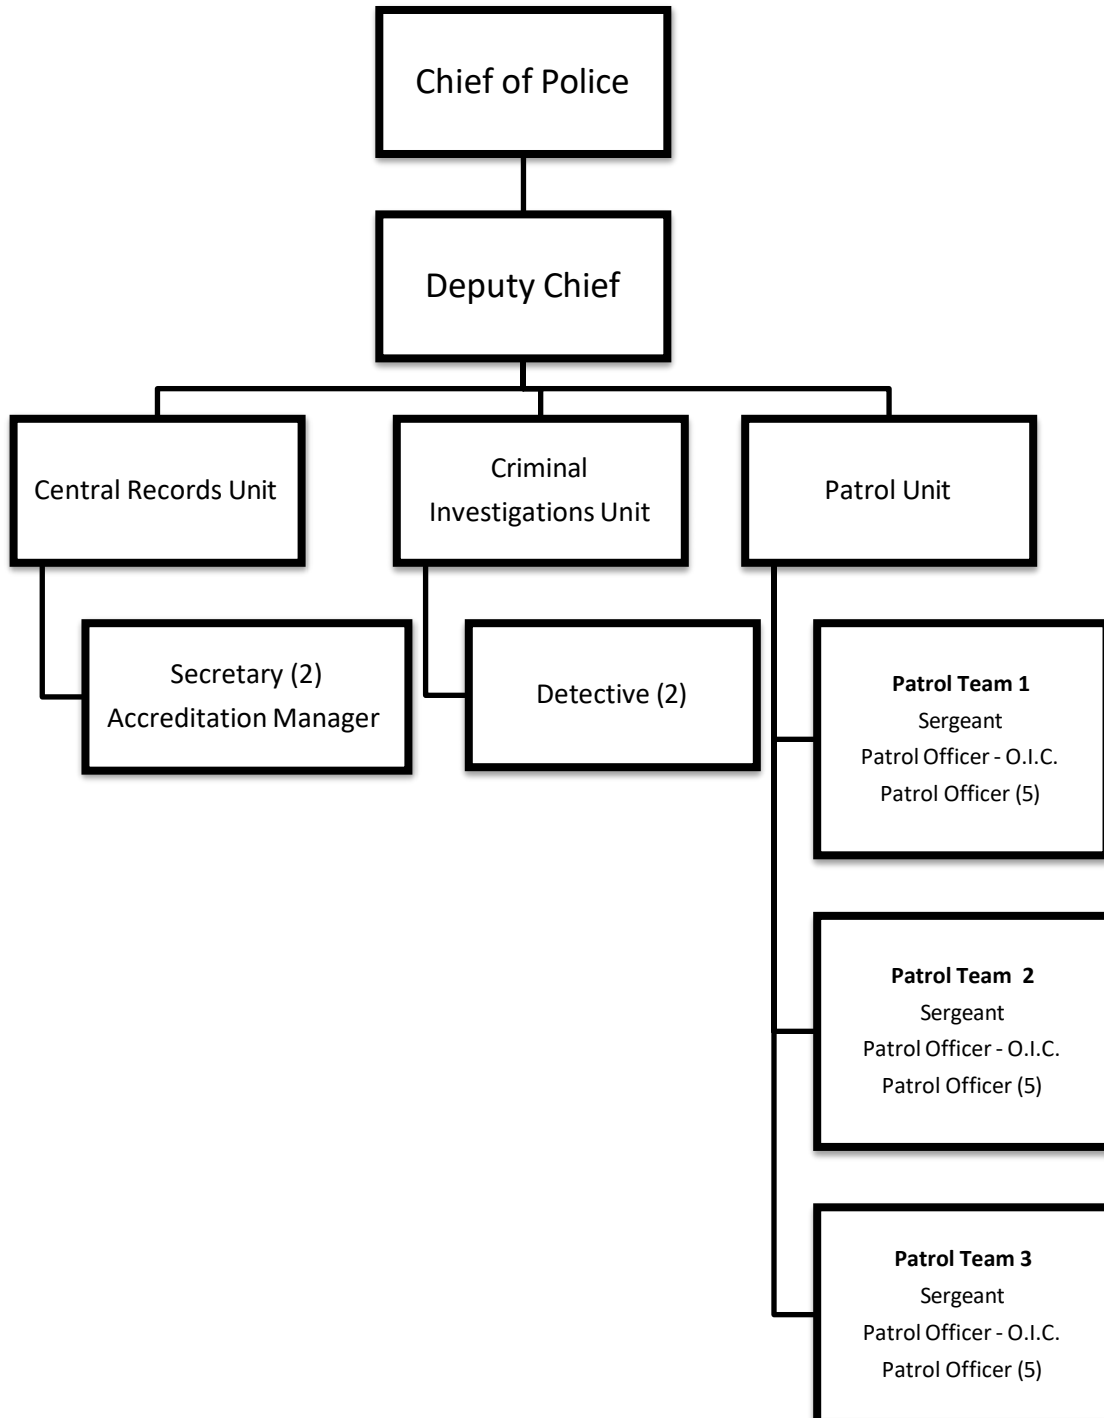 Chief of Police
Deputy Chief
Central Records Unit
Criminal
Investigations Unit
Patrol Unit
Secretary (2)
Accreditation Manager
Detective (2)
Patrol Team 1
Sergeant
Patrol Officer - O.I.C.
Patrol Officer (5)
Patrol Team  2
Sergeant
Patrol Officer - O.I.C.
Patrol Officer (5)
Patrol Team 3
Sergeant
Patrol Officer - O.I.C.
Patrol Officer (5)